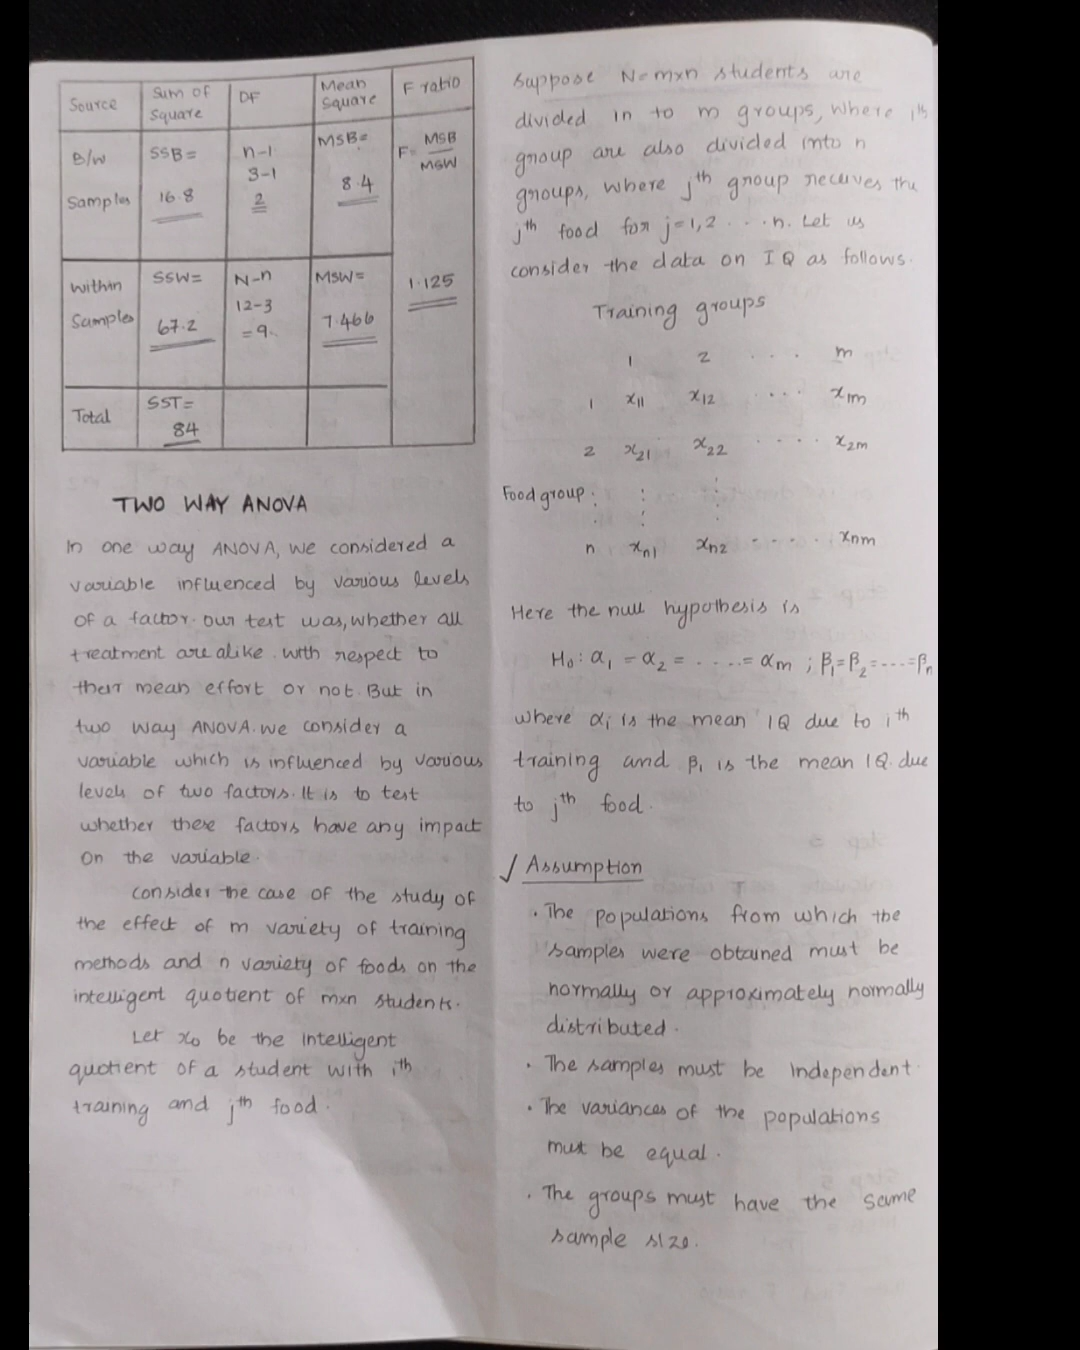 Source Sum of Square DF Mean Square F ratio
B/w Samples SSB= 16.8 n-1 3-1 2 MSB= 8.4 F= MSB/MSW
Within Samples SSW= 67.2 N-n 12-3 =9. MSW= 7.466 1.125
Total SST= 84
TWO WAY ANOVA
In one way ANOVA, we considered a
variable influenced by various levels
of a factor. our test was, whether all
treatment are alike with respect to
their mean effort or not. But in
two way ANOVA. we consider a
variable which is influenced by various
levels of two factors. It is to test
whether these factors have any impact
on the variable.
consider the case of the study of
the effect of m variety of training
methods and n variety of foods on the
intelligent quotient of mxn students.
Let x₀ be the intelligent
quotient of a student with iᵗʰ
training and jᵗʰ food.
Suppose N=mxn students are
divided in to m groups, where iᵗʰ
group are also divided into n
groups, where jᵗʰ group receives the
jᵗʰ food for j=1,2 ...n. Let us
consider the data on IQ as follows.
Training groups
1 2 ... m
1 x₁₁ x₁₂ .... x₁ₘ
2 x₂₁ x₂₂ .... x₂ₘ
Food group : : :
n xₙ₁ xₙ₂ .... xₙₘ
Here the null hypothesis is
H₀: α₁ = α₂ = ....= αₘ ; β₁=β₂=....=βₙ
where αᵢ is the mean IQ due to iᵗʰ
training and β₁ is the mean IQ due
to jᵗʰ food.
√ Assumption
• The populations from which the
samples were obtained must be
normally or approximately normally
distributed.
• The samples must be independent.
• The variances of the populations
must be equal.
• The groups must have the same
sample size.